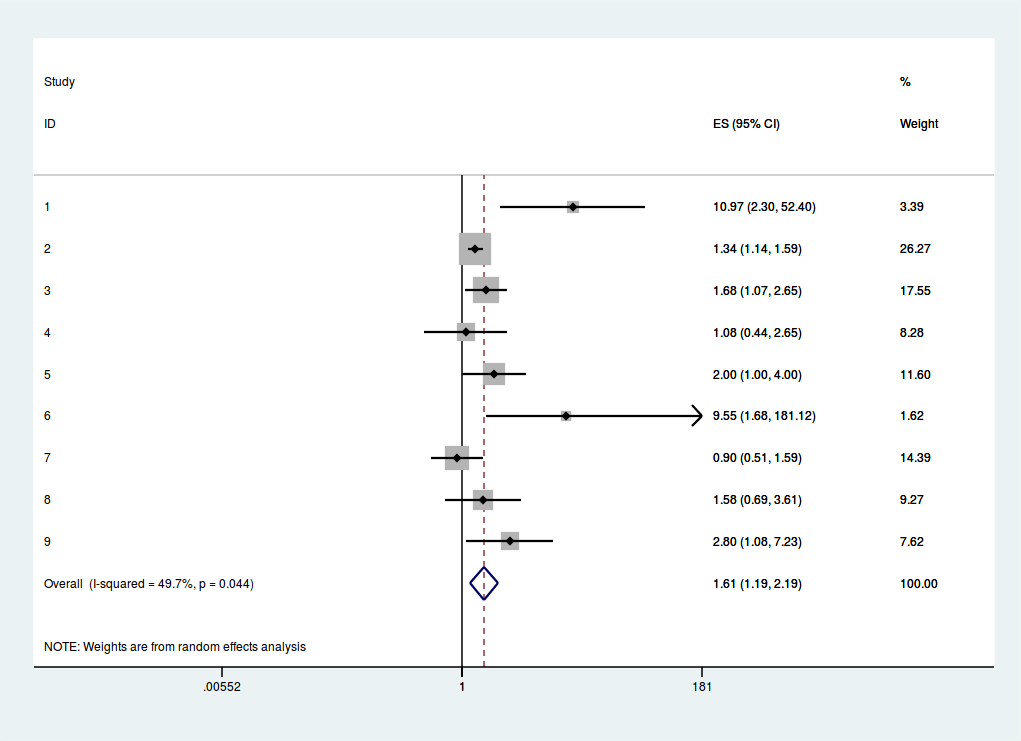 Study %
ID ES (95% CI) Weight
1 10.97 (2.30, 52.40) 3.39
2 1.34 (1.14, 1.59) 26.27
3 1.68 (1.07, 2.65) 17.55
4 1.08 (0.44, 2.65) 8.28
5 2.00 (1.00, 4.00) 11.60
6 9.55 (1.68, 181.12) 1.62
7 0.90 (0.51, 1.59) 14.39
8 1.58 (0.69, 3.61) 9.27
9 2.80 (1.08, 7.23) 7.62
Overall (I-squared = 49.7%, p = 0.044) 1.61 (1.19, 2.19) 100.00
NOTE: Weights are from random effects analysis
.00552 1 181